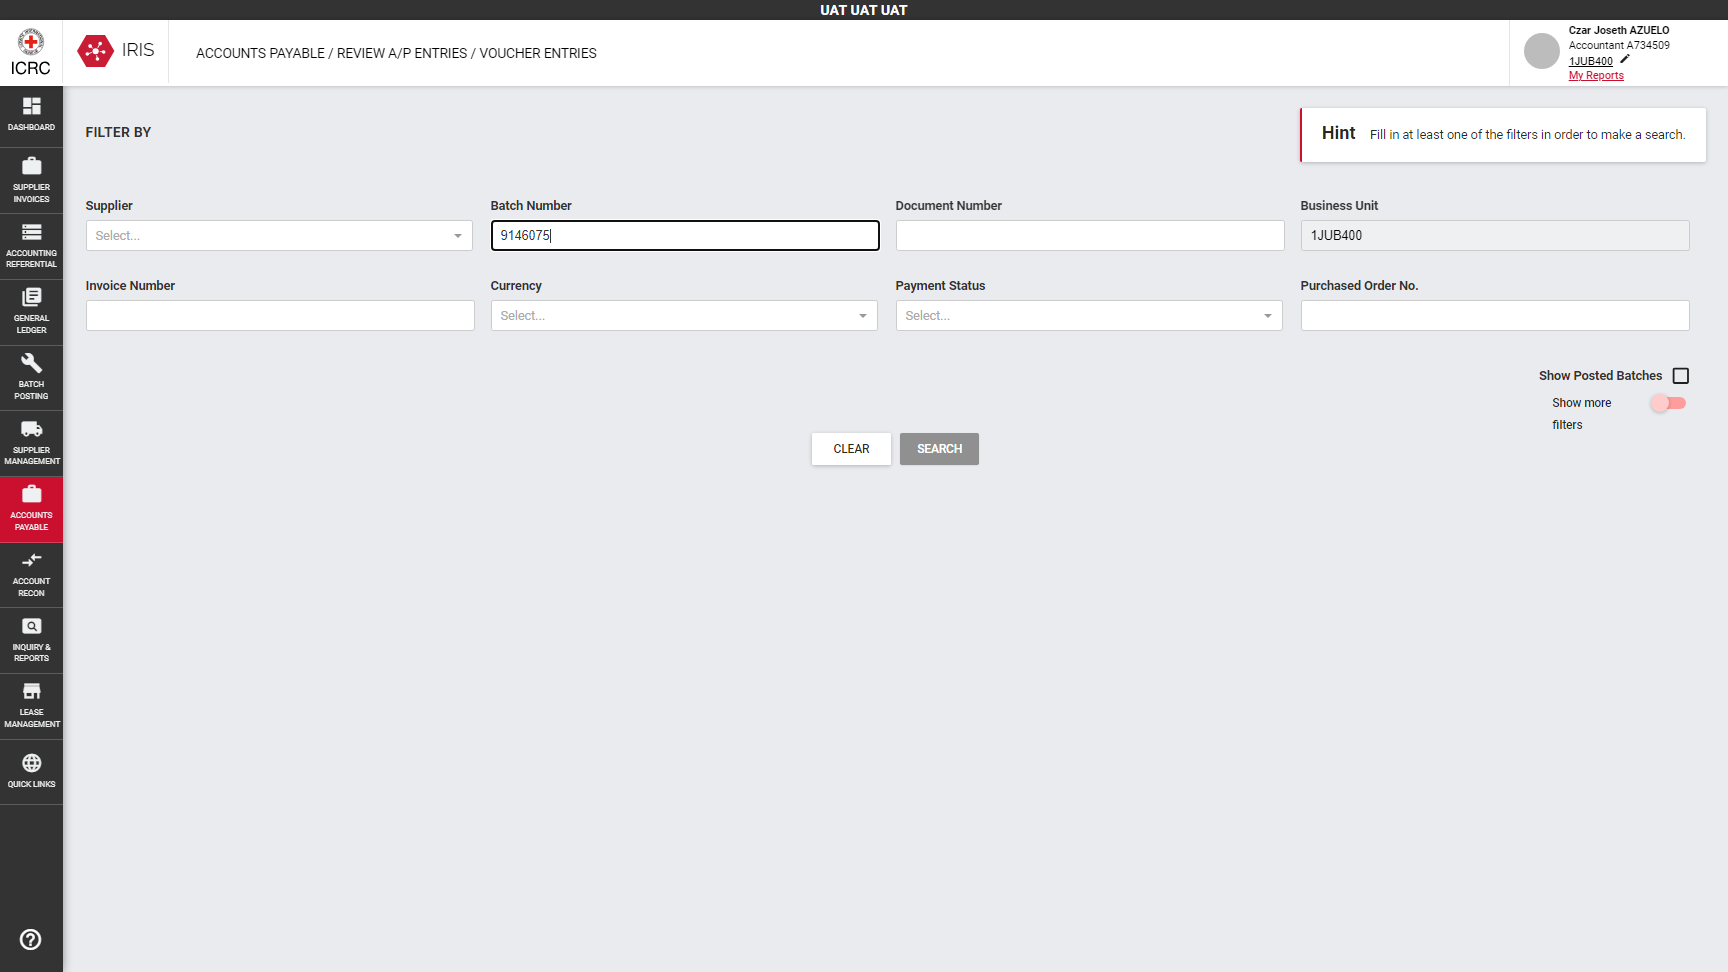 UAT UAT UAT
ICRC
IRIS
ACCOUNTS PAYABLE / REVIEW A/P ENTRIES / VOUCHER ENTRIES
Czar Joseth AZUELO
Accountant A734509
1JUB400
My Reports
DASHBOARD
SUPPLIER
INVOICES
ACCOUNTING
REFERENTIAL
GENERAL
LEDGER
BATCH
POSTING
SUPPLIER
MANAGEMENT
ACCOUNTS
PAYABLE
ACCOUNT
RECON
INQUIRY &
REPORTS
LEASE
MANAGEMENT
QUICK LINKS
FILTER BY
Hint Fill in at least one of the filters in order to make a search.
Supplier Batch Number Document Number Business Unit
Select... 9146075 1JUB400
Invoice Number Currency Payment Status Purchased Order No.
Select... Select...
Show Posted Batches
Show more
filters
CLEAR SEARCH